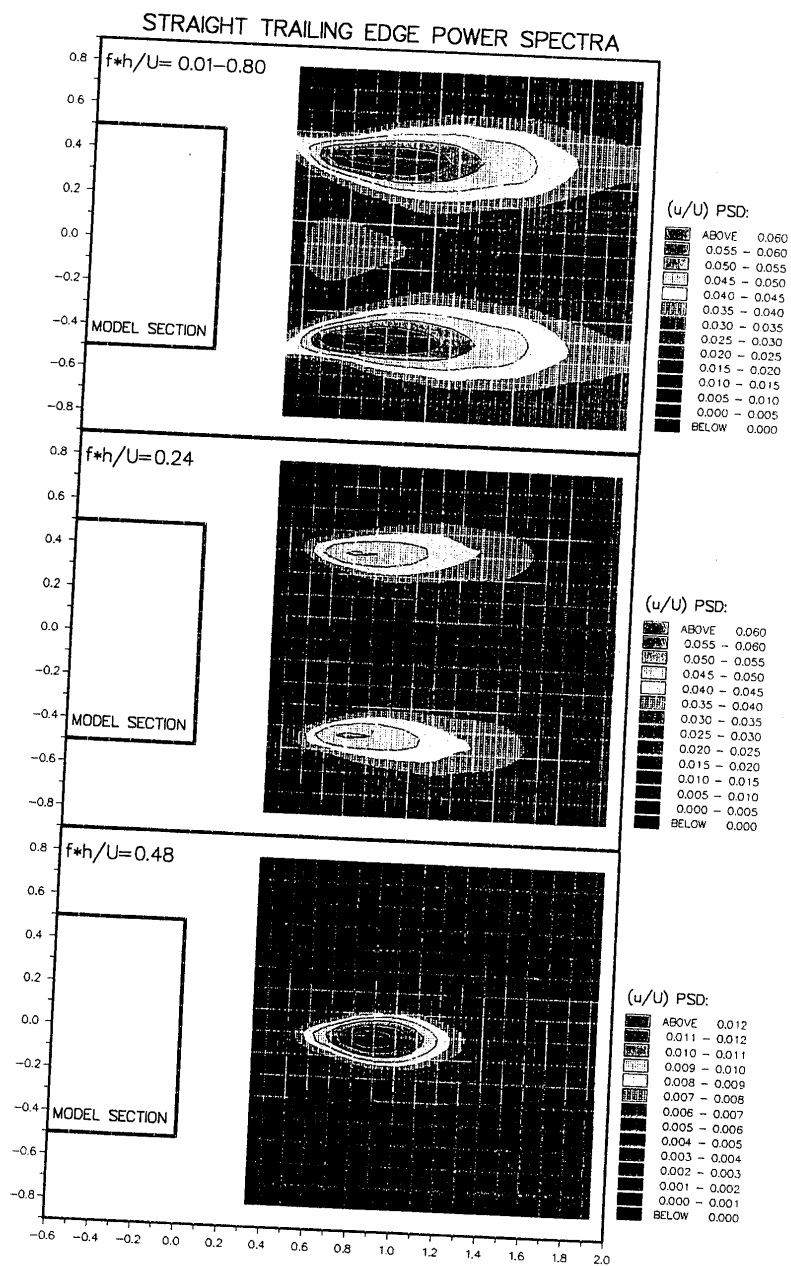 STRAIGHT TRAILING EDGE POWER SPECTRA
f*h/U= 0.01-0.80
0.8
0.6
0.4
0.2
0.0
-0.2
-0.4
-0.6
-0.8
MODEL SECTION
(u/U) PSD:
ABOVE 0.060
0.055 - 0.060
0.050 - 0.055
0.045 - 0.050
0.040 - 0.045
0.035 - 0.040
0.030 - 0.035
0.025 - 0.030
0.020 - 0.025
0.015 - 0.020
0.010 - 0.015
0.005 - 0.010
0.000 - 0.005
BELOW 0.000
f*h/U=0.24
0.8
0.6
0.4
0.2
0.0
-0.2
-0.4
-0.6
-0.8
MODEL SECTION
(u/U) PSD:
ABOVE 0.060
0.055 - 0.060
0.050 - 0.055
0.045 - 0.050
0.040 - 0.045
0.035 - 0.040
0.030 - 0.035
0.025 - 0.030
0.020 - 0.025
0.015 - 0.020
0.010 - 0.015
0.005 - 0.010
0.000 - 0.005
BELOW 0.000
f*h/U=0.48
0.8
0.6
0.4
0.2
0.0
-0.2
-0.4
-0.6
-0.8
MODEL SECTION
(u/U) PSD:
ABOVE 0.012
0.011 - 0.012
0.010 - 0.011
0.009 - 0.010
0.008 - 0.009
0.007 - 0.008
0.006 - 0.007
0.005 - 0.006
0.004 - 0.005
0.003 - 0.004
0.002 - 0.003
0.001 - 0.002
0.000 - 0.001
BELOW 0.000
-0.6 -0.4 -0.2 0.0 0.2 0.4 0.6 0.8 1.0 1.2 1.4 1.6 1.8 2.0